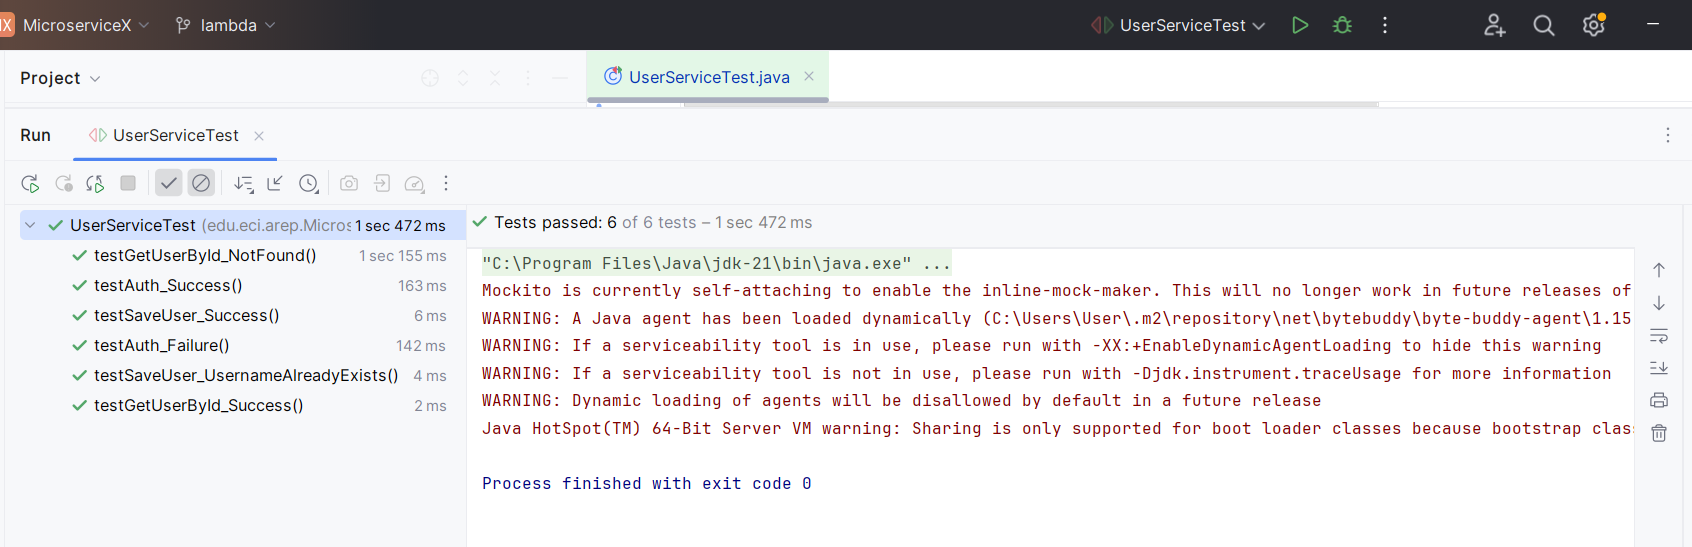 MicroserviceX lambda UserServiceTest
Project UserServiceTest.java
Run UserServiceTest
UserServiceTest (edu.eci.arep.Micros 1 sec 472 ms
testGetUserById_NotFound() 1 sec 155 ms
testAuth_Success() 163 ms
testSaveUser_Success() 6 ms
testAuth_Failure() 142 ms
testSaveUser_UsernameAlreadyExists() 4 ms
testGetUserById_Success() 2 ms
Tests passed: 6 of 6 tests – 1 sec 472 ms
"C:\Program Files\Java\jdk-21\bin\java.exe" ...
Mockito is currently self-attaching to enable the inline-mock-maker. This will no longer work in future releases of
WARNING: A Java agent has been loaded dynamically (C:\Users\User\.m2\repository\net\bytebuddy\byte-buddy-agent\1.15
WARNING: If a serviceability tool is in use, please run with -XX:+EnableDynamicAgentLoading to hide this warning
WARNING: If a serviceability tool is not in use, please run with -Djdk.instrument.traceUsage for more information
WARNING: Dynamic loading of agents will be disallowed by default in a future release
Java HotSpot(TM) 64-Bit Server VM warning: Sharing is only supported for boot loader classes because bootstrap clas
Process finished with exit code 0